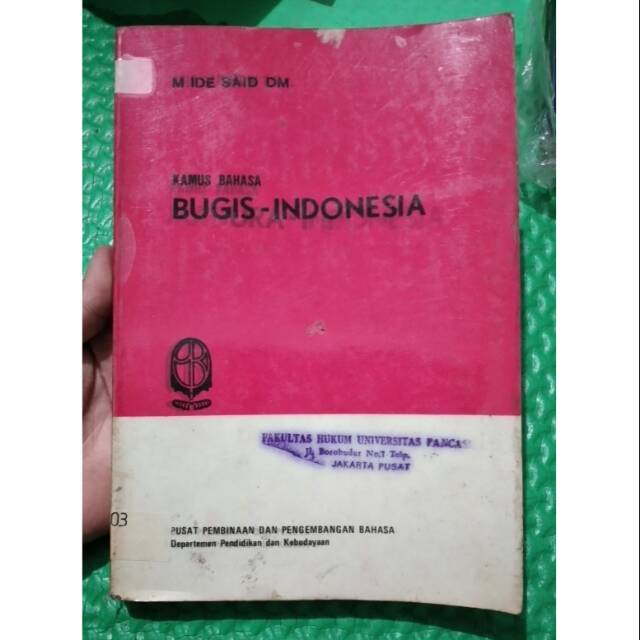 M IDE SAID DM
KAMUS BAHASA
BUGIS-INDONESIA
FAKULTAS HUKUM UNIVERSITAS PANCAS
Jl. Borobudur No.1 Telp.
JAKARTA PUSAT
03
PUSAT PEMBINAAN DAN PENGEMBANGAN BAHASA
Departemen Pendidikan dan Kebudayaan